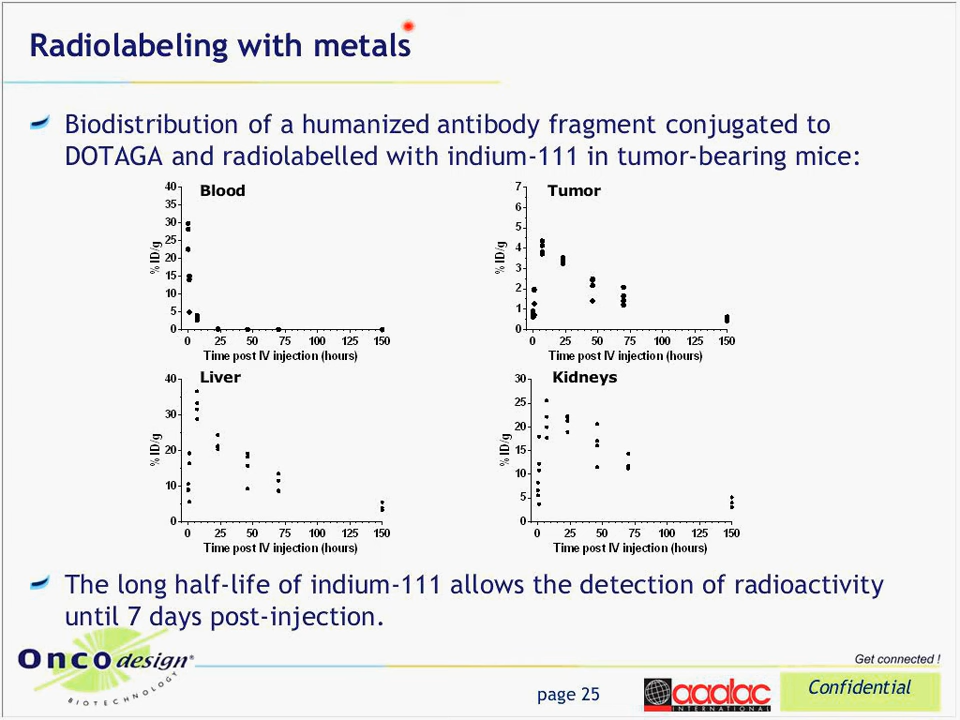 Radiolabeling with metals
Biodistribution of a humanized antibody fragment conjugated to
DOTAGA and radiolabelled with indium-111 in tumor-bearing mice:
Blood
40
35
30
25
20
15
10
5
0
% ID/g
0 25 50 75 100 125 150
Time post IV injection (hours)
Tumor
7
6
5
4
3
2
1
0
% ID/g
0 25 50 75 100 125 150
Time post IV injection (hours)
Liver
40
30
20
10
0
% ID/g
0 25 50 75 100 125 150
Time post IV injection (hours)
Kidneys
30
25
20
15
10
5
0
% ID/g
0 25 50 75 100 125 150
Time post IV injection (hours)
The long half-life of indium-111 allows the detection of radioactivity
until 7 days post-injection.
Oncodesign®
BIOTECHNOLOGY
Get connected !
page 25
aaalac
INTERNATIONAL
Confidential